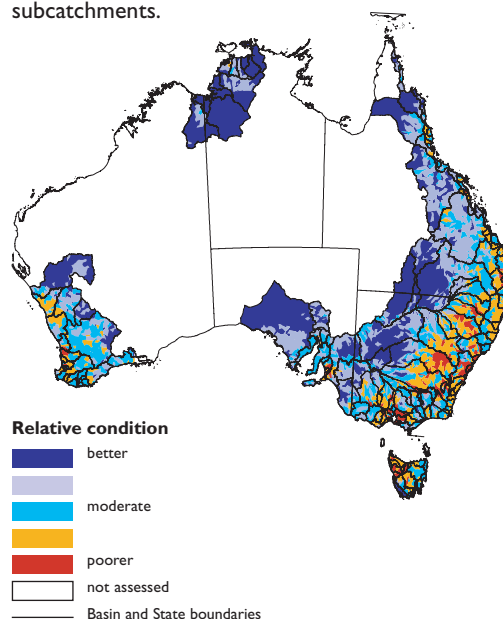 subcatchments.
Relative condition
better
moderate
poorer
not assessed
Basin and State boundaries